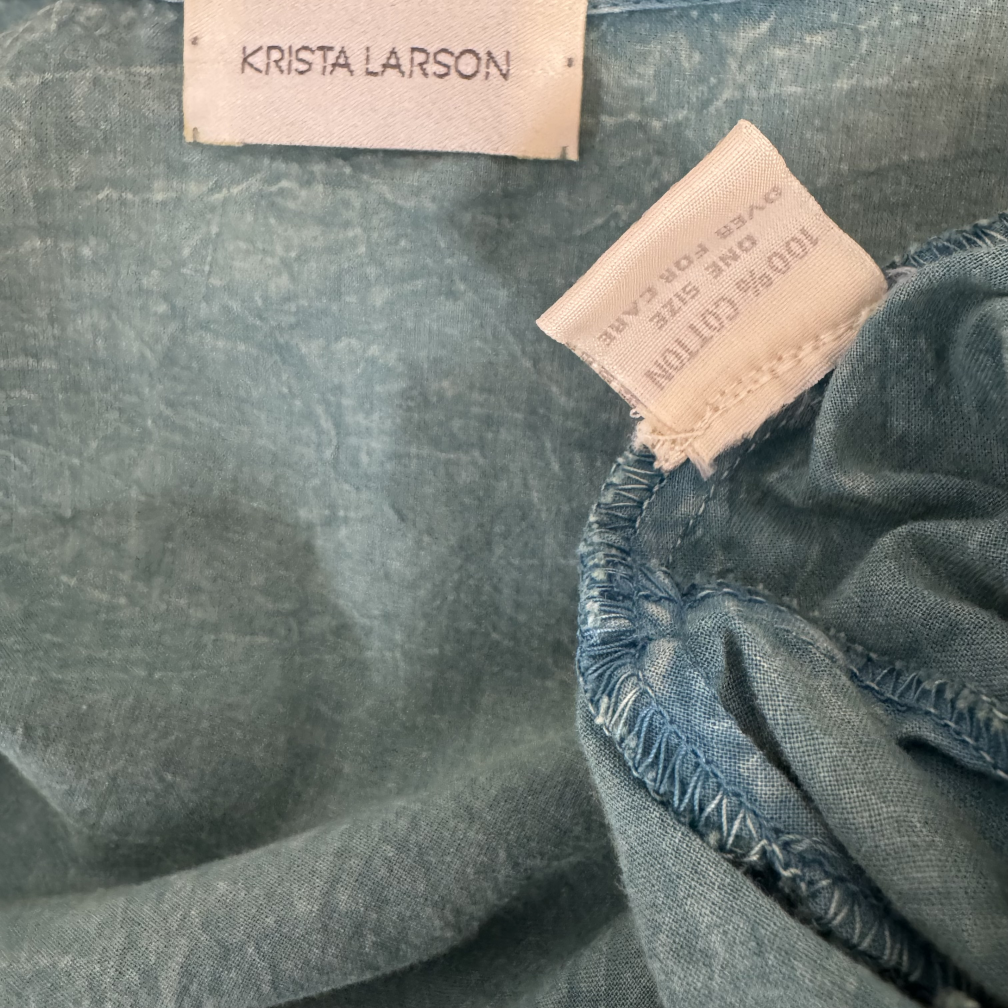 KRISTA LARSON
100% COTTON
ONE SIZE
OVER FOR CARE